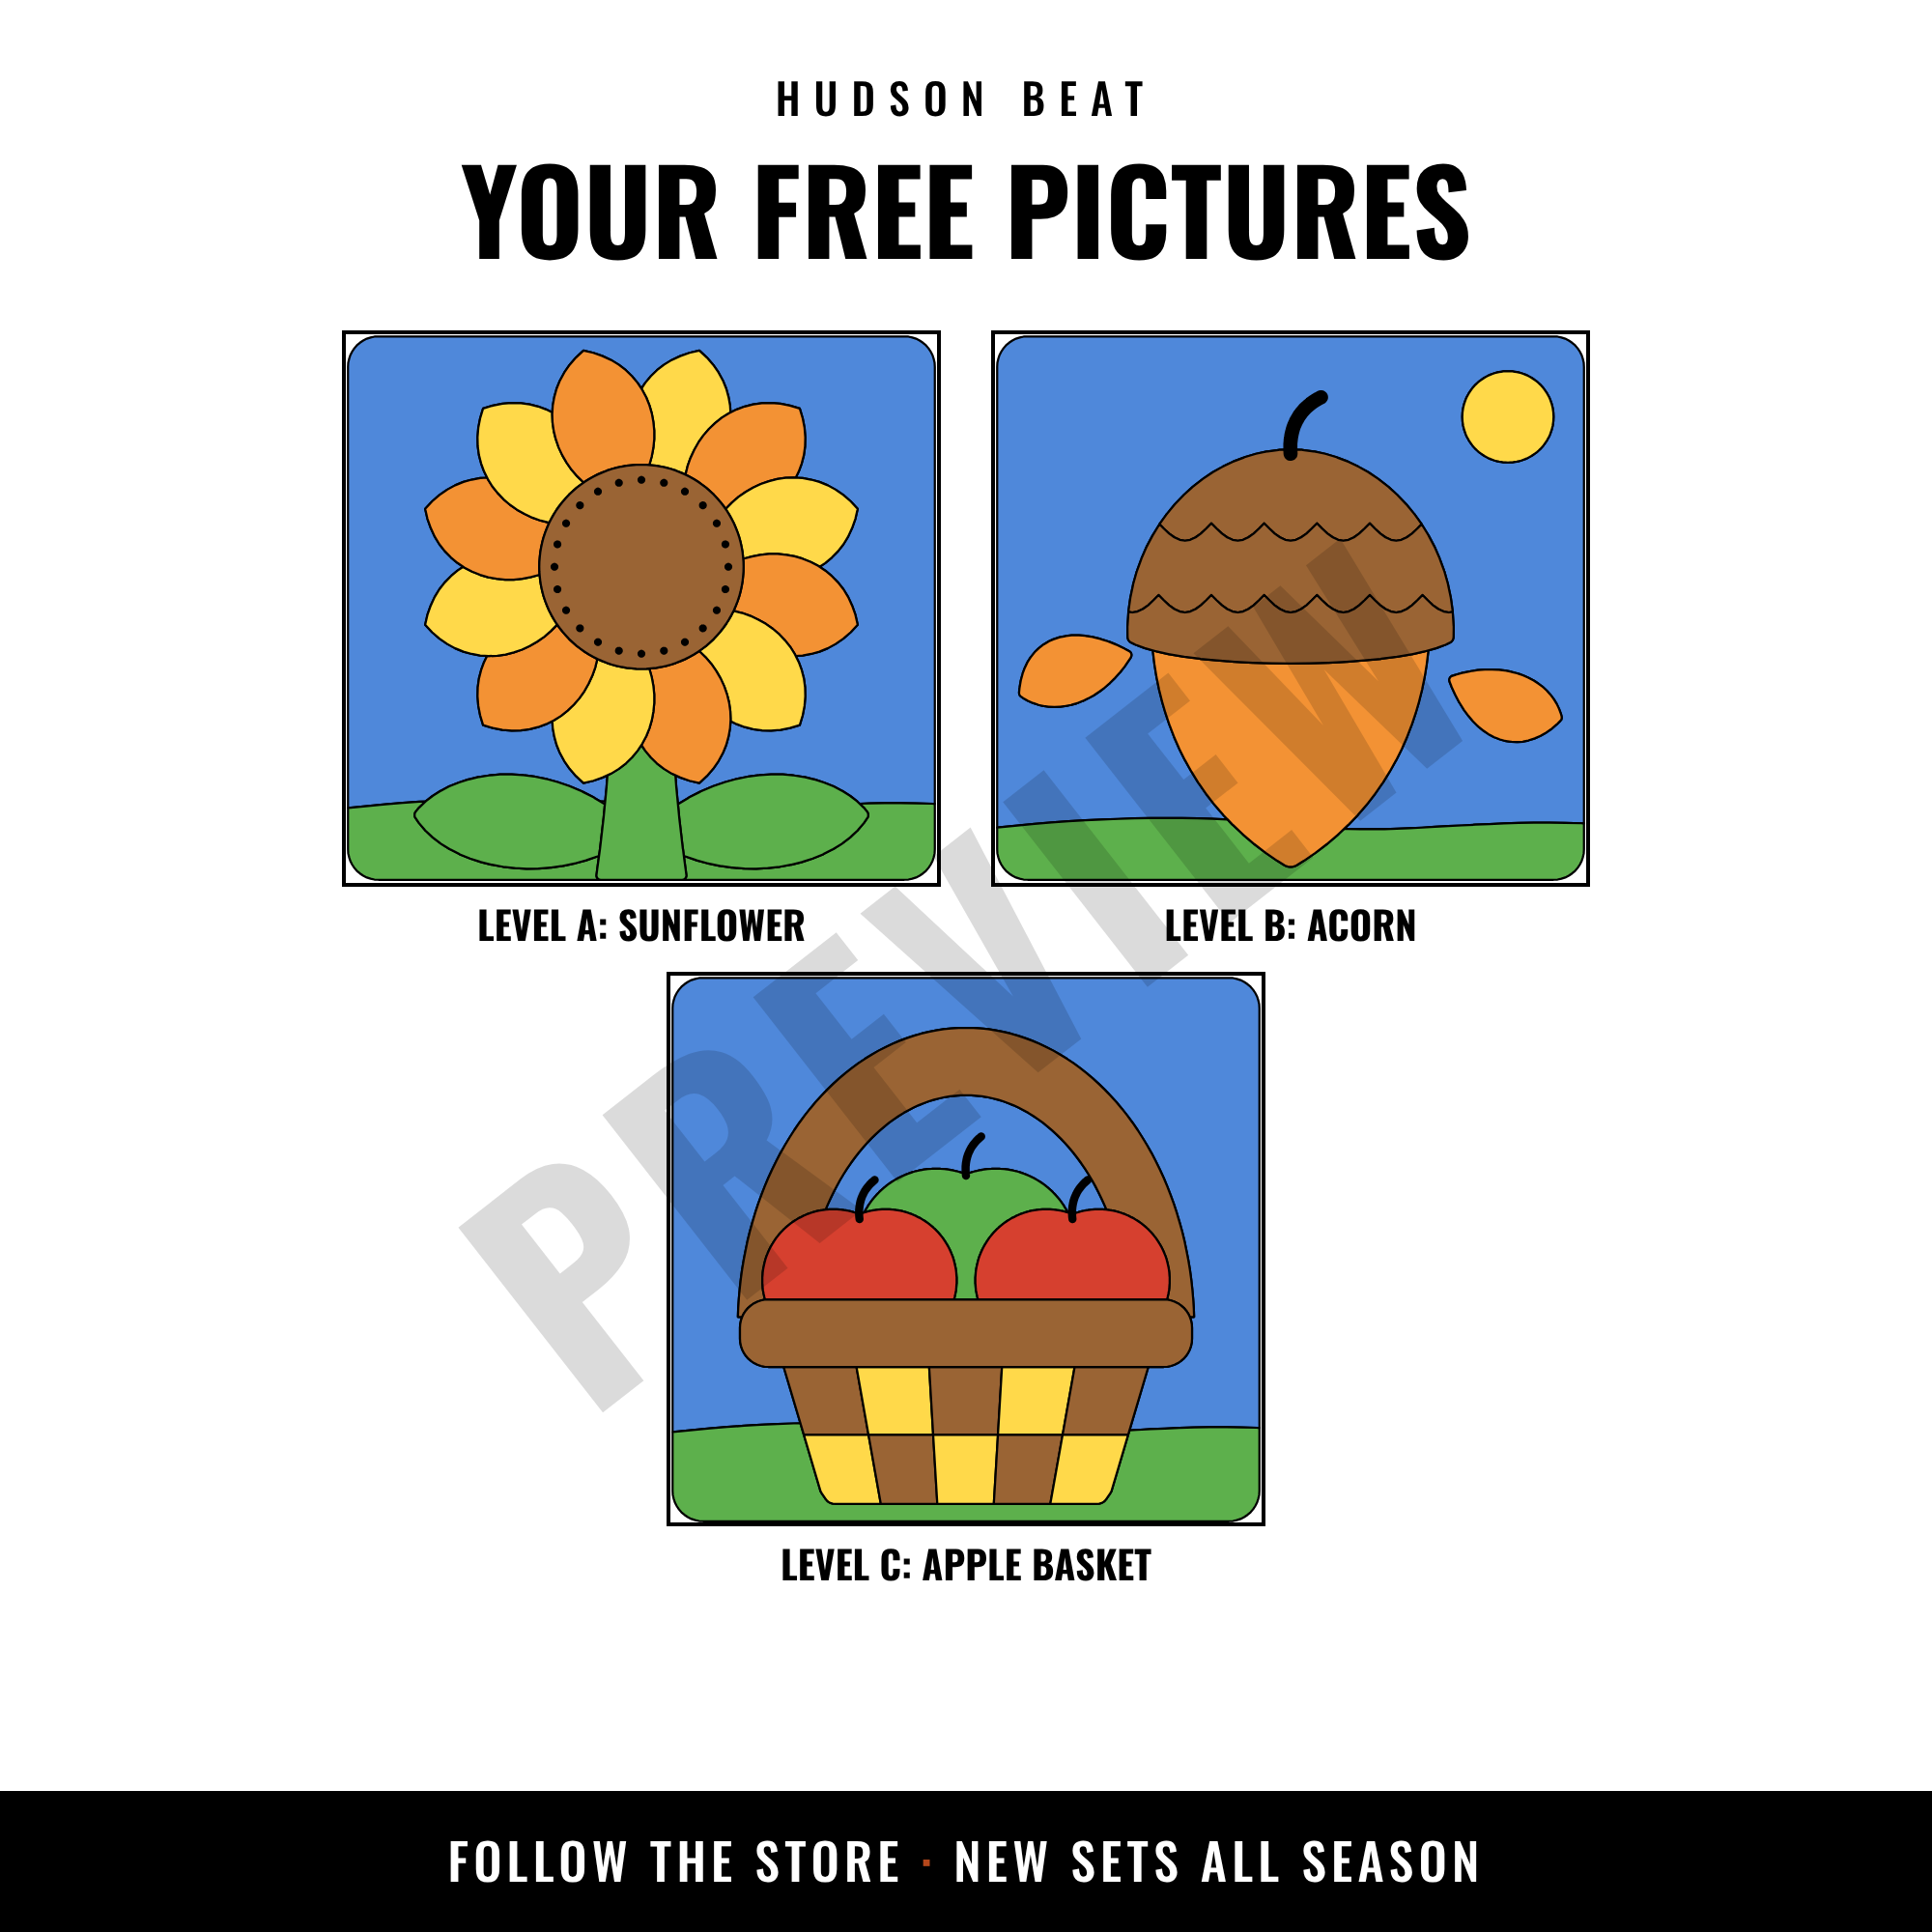 HUDSON BEAT
YOUR FREE PICTURES
LEVEL A: SUNFLOWER
LEVEL B: ACORN
LEVEL C: APPLE BASKET
PREVIEW
FOLLOW THE STORE · NEW SETS ALL SEASON